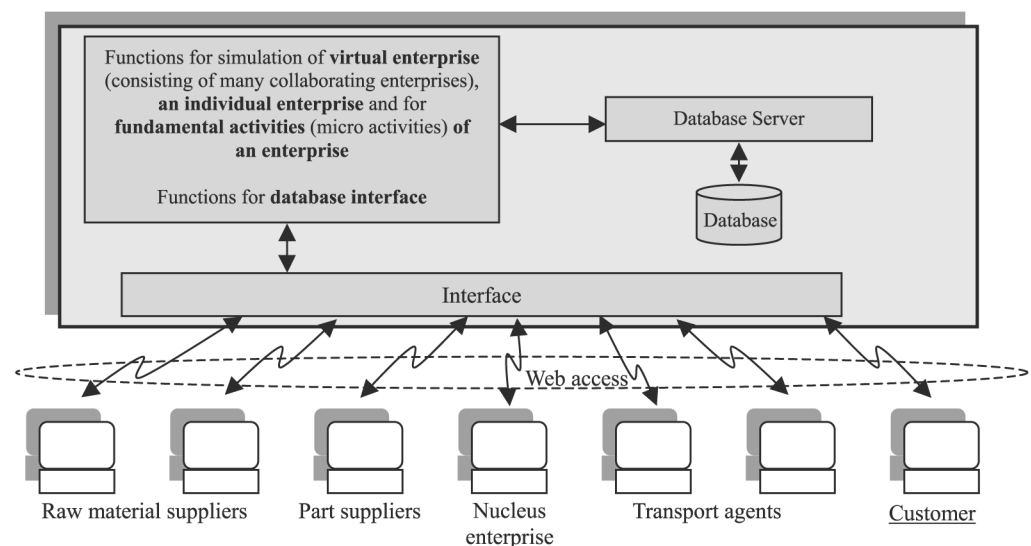 Functions for simulation of virtual enterprise
(consisting of many collaborating enterprises),
an individual enterprise and for
fundamental activities (micro activities) of
an enterprise
Functions for database interface
Database Server
Database
Interface
Web access
Raw material suppliers
Part suppliers
Nucleus
enterprise
Transport agents
Customer